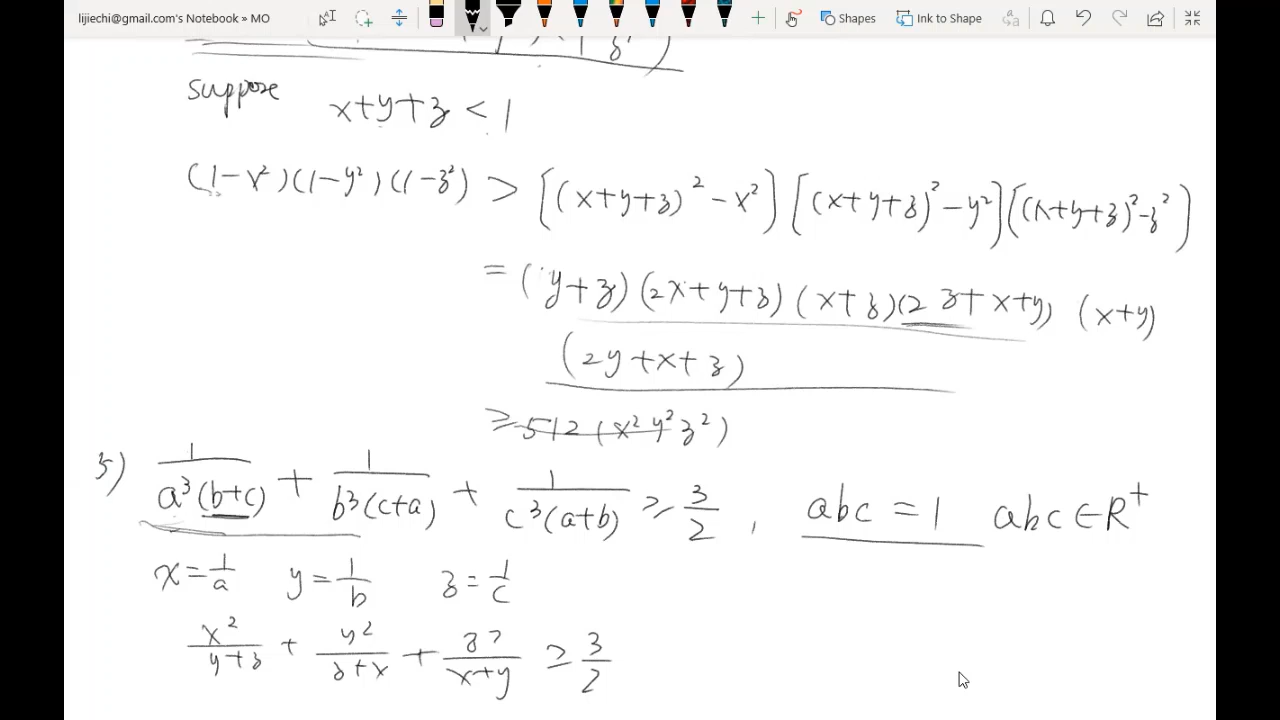 lijiechi@gmail.com's Notebook » MO
Shapes
Ink to Shape
suppose x+y+z < 1
(1-x²)(1-y²)(1-z²) > [(x+y+z)²-x²][(x+y+z)²-y²][(x+y+z)²-z²]
= (y+z)(2x+y+z)(x+z)(2z+x+y)(x+y)
(2y+x+z)
≥ 512(x²y²z²)
5) 1/(a³(b+c)) + 1/(b³(c+a)) + 1/(c³(a+b)) ≥ 3/2, abc = 1 abc∈R⁺
x = 1/a y = 1/b z = 1/c
x²/(y+z) + y²/(z+x) + z²/(x+y) ≥ 3/2